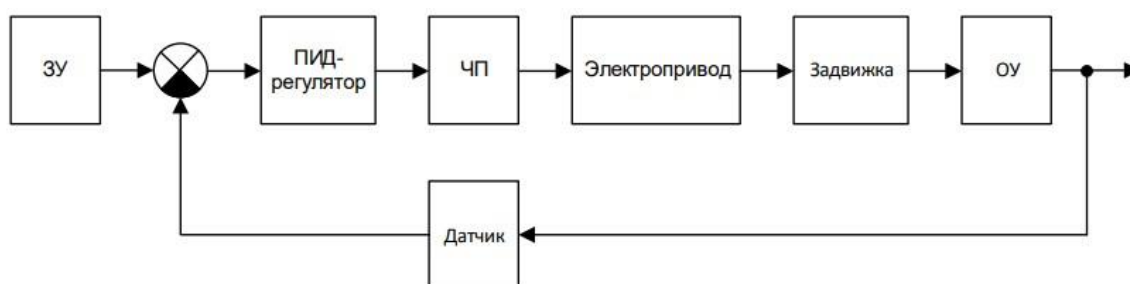 ЗУ
ПИД-
регулятор
ЧП
Электропривод
Задвижка
ОУ
Датчик